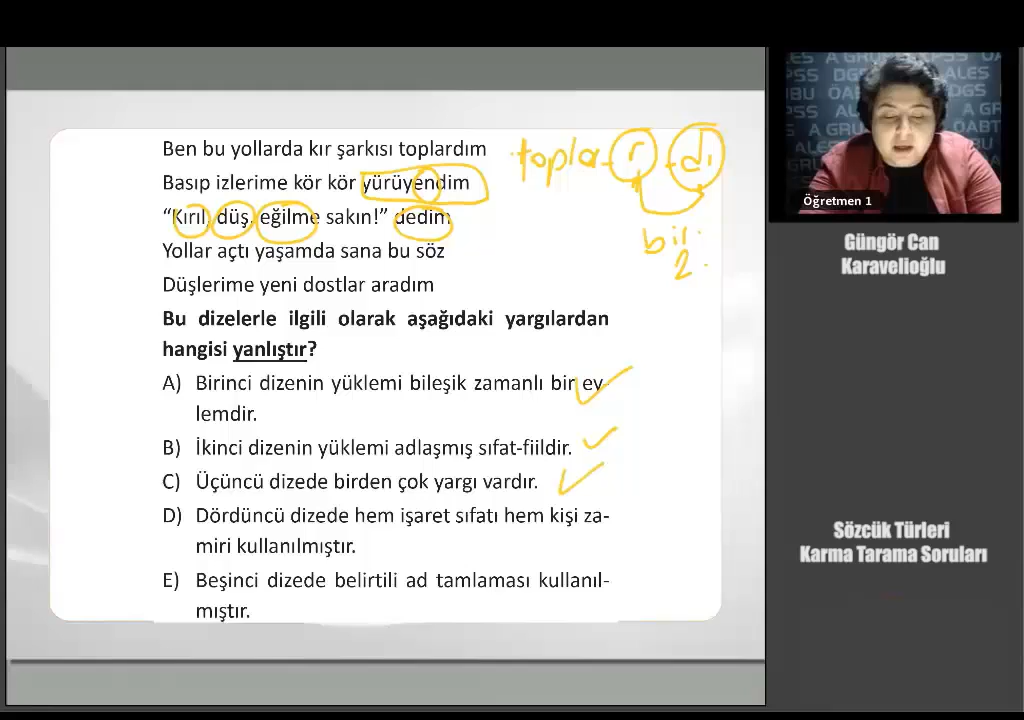 Ben bu yollarda kır şarkısı toplardım
Basıp izlerime kör kör yürüyendim
“Kırıl, düş, eğilme sakın!” dedim
Yollar açtı yaşamda sana bu söz
Düşlerime yeni dostlar aradım
Bu dizelerle ilgili olarak aşağıdaki yargılardan
hangisi yanlıştır?
A) Birinci dizenin yüklemi bileşik zamanlı bir ey-
lemdir.
B) İkinci dizenin yüklemi adlaşmış sıfat-fiildir.
C) Üçüncü dizede birden çok yargı vardır.
D) Dördüncü dizede hem işaret sıfatı hem kişi za-
miri kullanılmıştır.
E) Beşinci dizede belirtili ad tamlaması kullanıl-
mıştır.
topla-r-dı
bil.
2.
Öğretmen 1
Güngör Can
Karavelioğlu
Sözcük Türleri
Karma Tarama Soruları